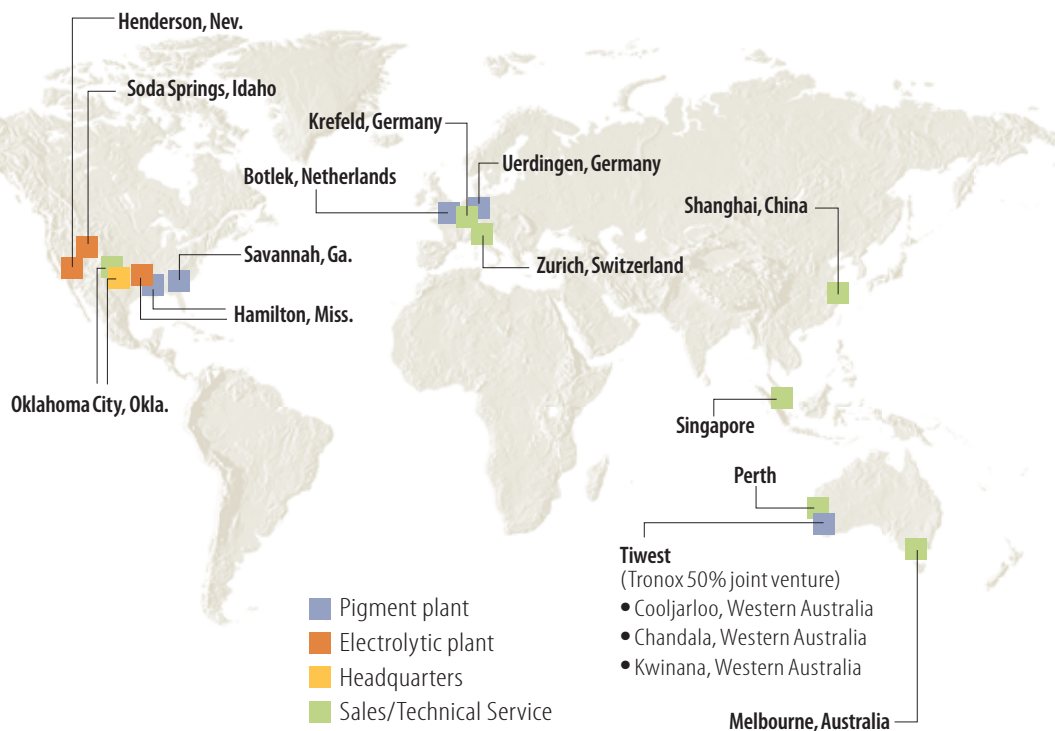 Henderson, Nev.
Soda Springs, Idaho
Krefeld, Germany
Uerdingen, Germany
Botlek, Netherlands
Shanghai, China
Savannah, Ga.
Zurich, Switzerland
Hamilton, Miss.
Oklahoma City, Okla.
Singapore
Perth
Tiwest
(Tronox 50% joint venture)
• Cooljarloo, Western Australia
• Chandala, Western Australia
• Kwinana, Western Australia
Pigment plant
Electrolytic plant
Headquarters
Sales/Technical Service
Melbourne, Australia